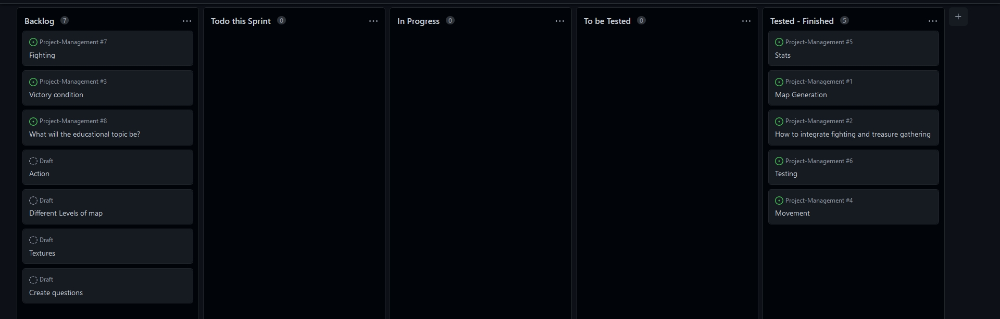 Backlog 7
Project-Management #7
Fighting
Project-Management #3
Victory condition
Project-Management #8
What will the educational topic be?
Draft
Action
Draft
Different Levels of map
Draft
Textures
Draft
Create questions
Todo this Sprint 0
In Progress 0
To be Tested 0
Tested - Finished 5
Project-Management #5
Stats
Project-Management #1
Map Generation
Project-Management #2
How to integrate fighting and treasure gathering
Project-Management #6
Testing
Project-Management #4
Movement